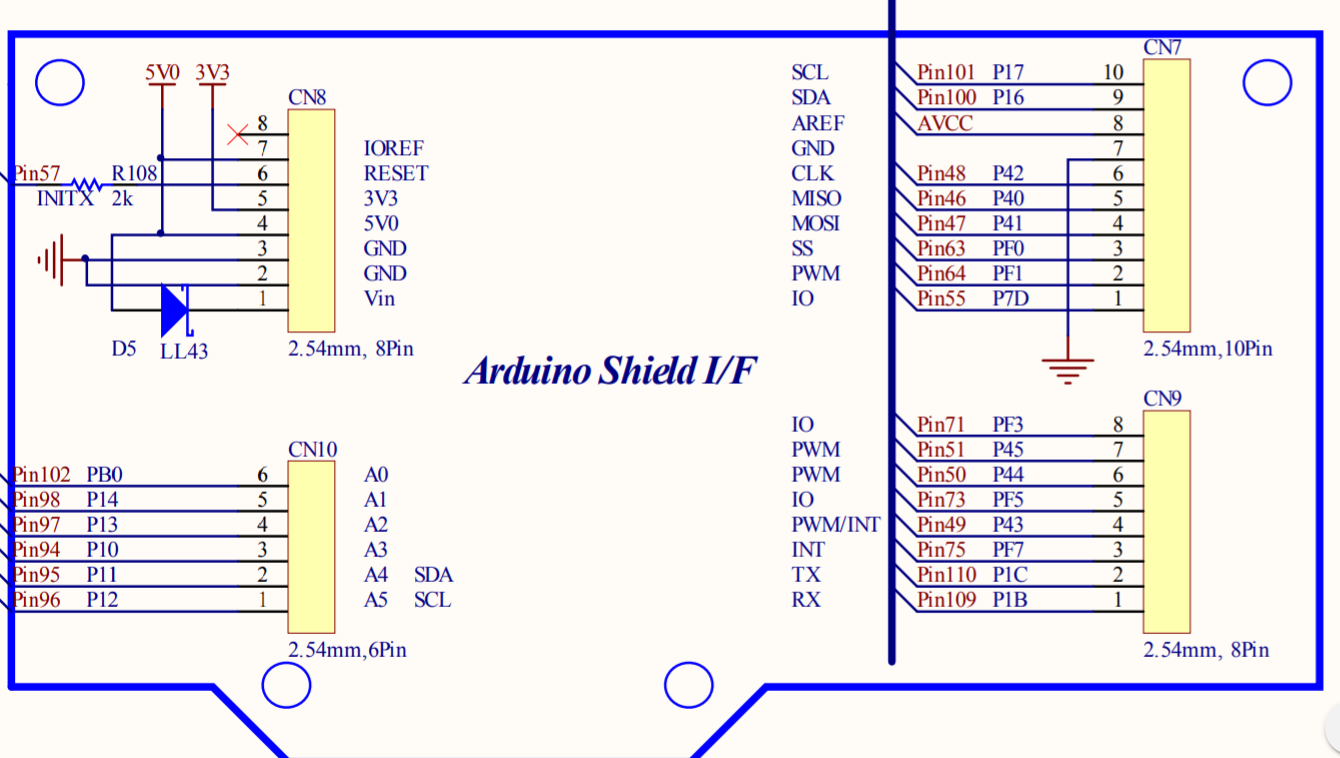 CN7
5V0 3V3
SCL Pin101 P17 10
CN8
SDA Pin100 P16 9
8
AREF AVCC 8
7 IOREF
GND 7
Pin57 R108 6 RESET
CLK Pin48 P42 6
INITX 2k 5 3V3
MISO Pin46 P40 5
4 5V0
MOSI Pin47 P41 4
3 GND
SS Pin63 PF0 3
2 GND
PWM Pin64 PF1 2
1 Vin
IO Pin55 P7D 1
D5 LL43 2.54mm, 8Pin
2.54mm,10Pin
Arduino Shield I/F
CN9
IO Pin71 PF3 8
CN10
PWM Pin51 P45 7
Pin102 PB0 6 A0
PWM Pin50 P44 6
Pin98 P14 5 A1
IO Pin73 PF5 5
Pin97 P13 4 A2
PWM/INT Pin49 P43 4
Pin94 P10 3 A3
INT Pin75 PF7 3
Pin95 P11 2 A4 SDA
TX Pin110 P1C 2
Pin96 P12 1 A5 SCL
RX Pin109 P1B 1
2.54mm,6Pin
2.54mm, 8Pin